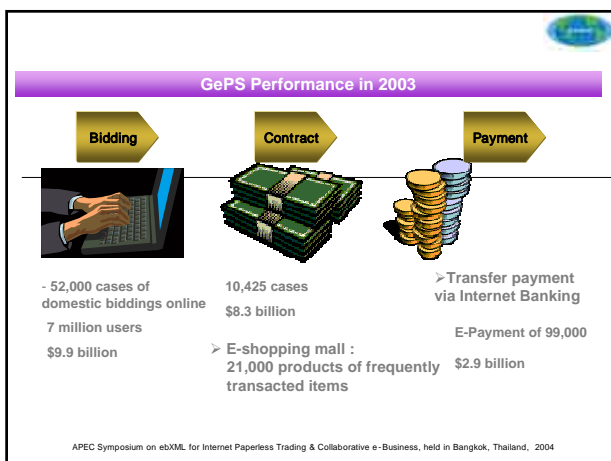 GePS Performance in 2003
Bidding
Contract
Payment
- 52,000 cases of
domestic biddings online
7 million users
$9.9 billion
10,425 cases
$8.3 billion
➢ E-shopping mall :
21,000 products of frequently
transacted items
➢Transfer payment
via Internet Banking
E-Payment of 99,000
$2.9 billion
APEC Symposium on ebXML for Internet Paperless Trading & Collaborative e-Business, held in Bangkok, Thailand, 2004